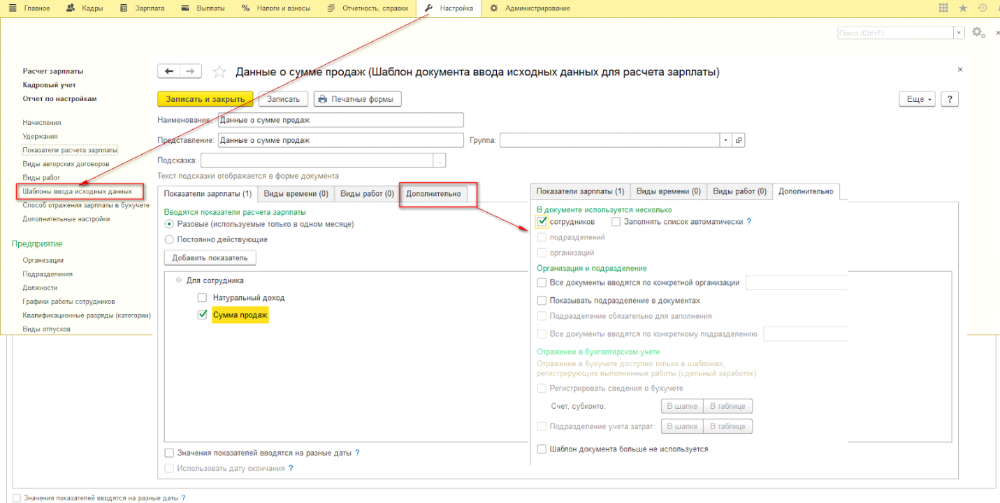 Главное Кадры Зарплата Выплаты % Налоги и взносы Отчетность, справки Настройка Администрирование
Поиск (Ctrl+F) ×
Расчет зарплаты
Кадровый учет
Отчет по настройкам
Начисления
Удержания
Показатели расчета зарплаты
Виды авторских договоров
Виды работ
Шаблоны ввода исходных данных
Способ отражения зарплаты в бухучете
Дополнительные настройки
Предприятие
Организации
Подразделения
Должности
Графики работы сотрудников
Квалификационные разряды (категории)
Виды отпусков
Данные о сумме продаж (Шаблон документа ввода исходных данных для расчета зарплаты)
Записать и закрыть Записать Печатные формы Еще ?
Наименование: Данные о сумме продаж
Представление: Данные о сумме продаж Группа:
Подсказка: ...
Текст подсказки отображается в форме документа
Показатели зарплаты (1) Виды времени (0) Виды работ (0) Дополнительно
Вводятся показатели расчета зарплаты
Разовые (используемые только в одном месяце)
Постоянно действующие
Добавить показатель
Для сотрудника
Натуральный доход
Сумма продаж
Значения показателей вводятся на разные даты ?
Использовать дату окончания ?
Показатели зарплаты (1) Виды времени (0) Виды работ (0) Дополнительно
В документе используется несколько
сотрудников Заполнять список автоматически ?
подразделений
организаций
Организация и подразделение
Все документы вводятся по конкретной организации
Показывать подразделение в документах
Подразделение обязательно для заполнения
Все документы вводятся по конкретному подразделению
Отражение в бухгалтерском учете
Отражение в бухучете доступно только в шаблонах,
регистрирующих выполненные работы (сдельный заработок).
Регистрировать сведения о бухучете
Счет, субконто: В шапке В таблице
Подразделение учета затрат: В шапке В таблице
Шаблон документа больше не используется
Значения показателей вводятся на разные даты ?